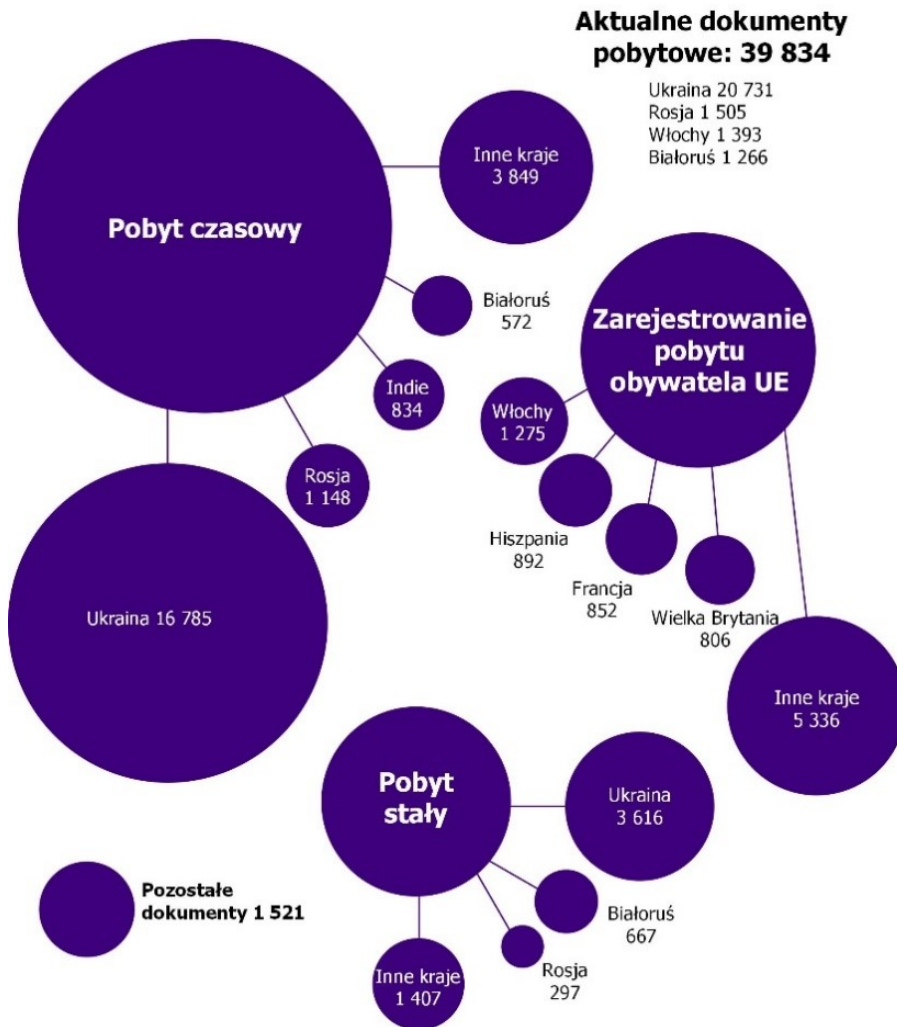 Aktualne dokumenty
pobytowe: 39 834
Ukraina 20 731
Rosja 1 505
Włochy 1 393
Białoruś 1 266
Pobyt czasowy
Inne kraje
3 849
Białoruś
572
Indie
834
Rosja
1 148
Ukraina 16 785
Zarejestrowanie
pobytu
obywatela UE
Włochy
1 275
Hiszpania
892
Francja
852
Wielka Brytania
806
Inne kraje
5 336
Pobyt
stały
Ukraina
3 616
Białoruś
667
Rosja
297
Inne kraje
1 407
Pozostałe
dokumenty 1 521